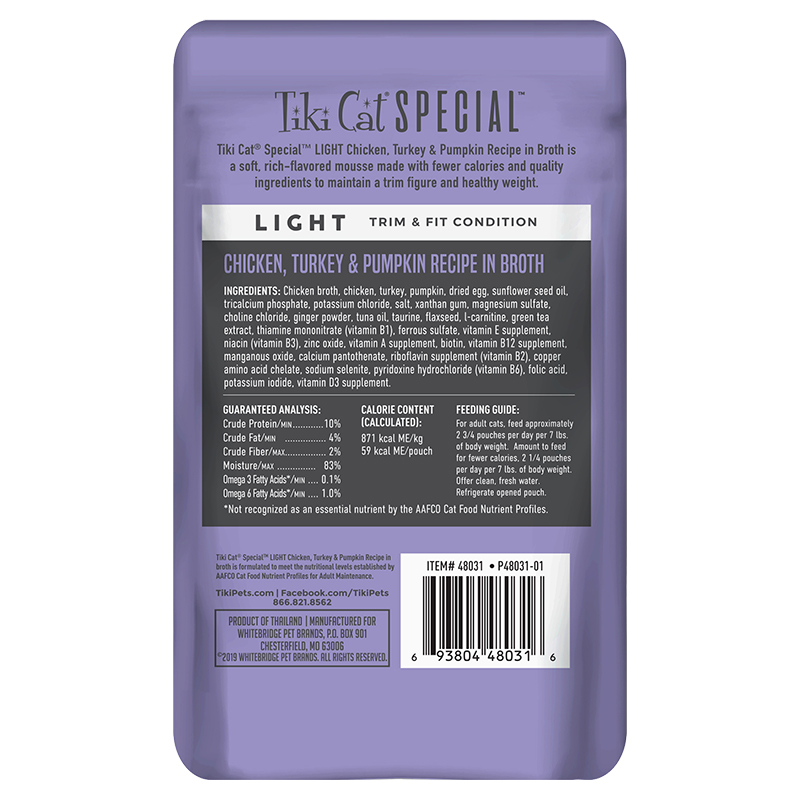 Tiki Cat® SPECIAL™
Tiki Cat® Special™ LIGHT Chicken, Turkey & Pumpkin Recipe in Broth is
a soft, rich-flavored mousse made with fewer calories and quality
ingredients to maintain a trim figure and healthy weight.
LIGHT TRIM & FIT CONDITION
CHICKEN, TURKEY & PUMPKIN RECIPE IN BROTH
INGREDIENTS: Chicken broth, chicken, turkey, pumpkin, dried egg, sunflower seed oil,
tricalcium phosphate, potassium chloride, salt, xanthan gum, magnesium sulfate,
choline chloride, ginger powder, tuna oil, taurine, flaxseed, l-carnitine, green tea
extract, thiamine mononitrate (vitamin B1), ferrous sulfate, vitamin E supplement,
niacin (vitamin B3), zinc oxide, vitamin A supplement, biotin, vitamin B12 supplement,
manganous oxide, calcium pantothenate, riboflavin supplement (vitamin B2), copper
amino acid chelate, sodium selenite, pyridoxine hydrochloride (vitamin B6), folic acid,
potassium iodide, vitamin D3 supplement.
GUARANTEED ANALYSIS:
Crude Protein/MIN............10%
Crude Fat/MIN ............... 4%
Crude Fiber/MAX.............. 2%
Moisture/MAX .............. 83%
Omega 3 Fatty Acids*/MIN .... 0.1%
Omega 6 Fatty Acids*/MIN .... 1.0%
CALORIE CONTENT
(CALCULATED):
871 kcal ME/kg
59 kcal ME/pouch
FEEDING GUIDE:
For adult cats, feed approximately
2 3/4 pouches per day per 7 lbs.
of body weight. Amount to feed
for fewer calories, 2 1/4 pouches
per day per 7 lbs. of body weight.
Offer clean, fresh water.
Refrigerate opened pouch.
*Not recognized as an essential nutrient by the AAFCO Cat Food Nutrient Profiles.
Tiki Cat® Special™ LIGHT Chicken, Turkey & Pumpkin Recipe in
broth is formulated to meet the nutritional levels established by
AAFCO Cat Food Nutrient Profiles for Adult Maintenance.
TikiPets.com | Facebook.com/TikiPets
866.821.8562
PRODUCT OF THAILAND | MANUFACTURED FOR
WHITEBRIDGE PET BRANDS, P.O. BOX 901
CHESTERFIELD, MO 63006
©2019 WHITEBRIDGE PET BRANDS. ALL RIGHTS RESERVED.
ITEM# 48031 • P48031-01
6 93804 48031 6